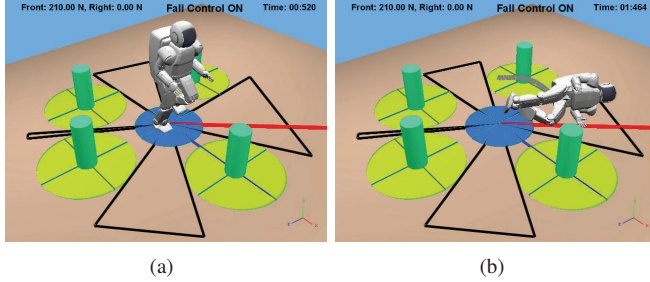 Front: 210.00 N, Right: 0.00 N Fall Control ON Time: 00:520
Front: 210.00 N, Right: 0.00 N Fall Control ON Time: 01:464
(a)
(b)